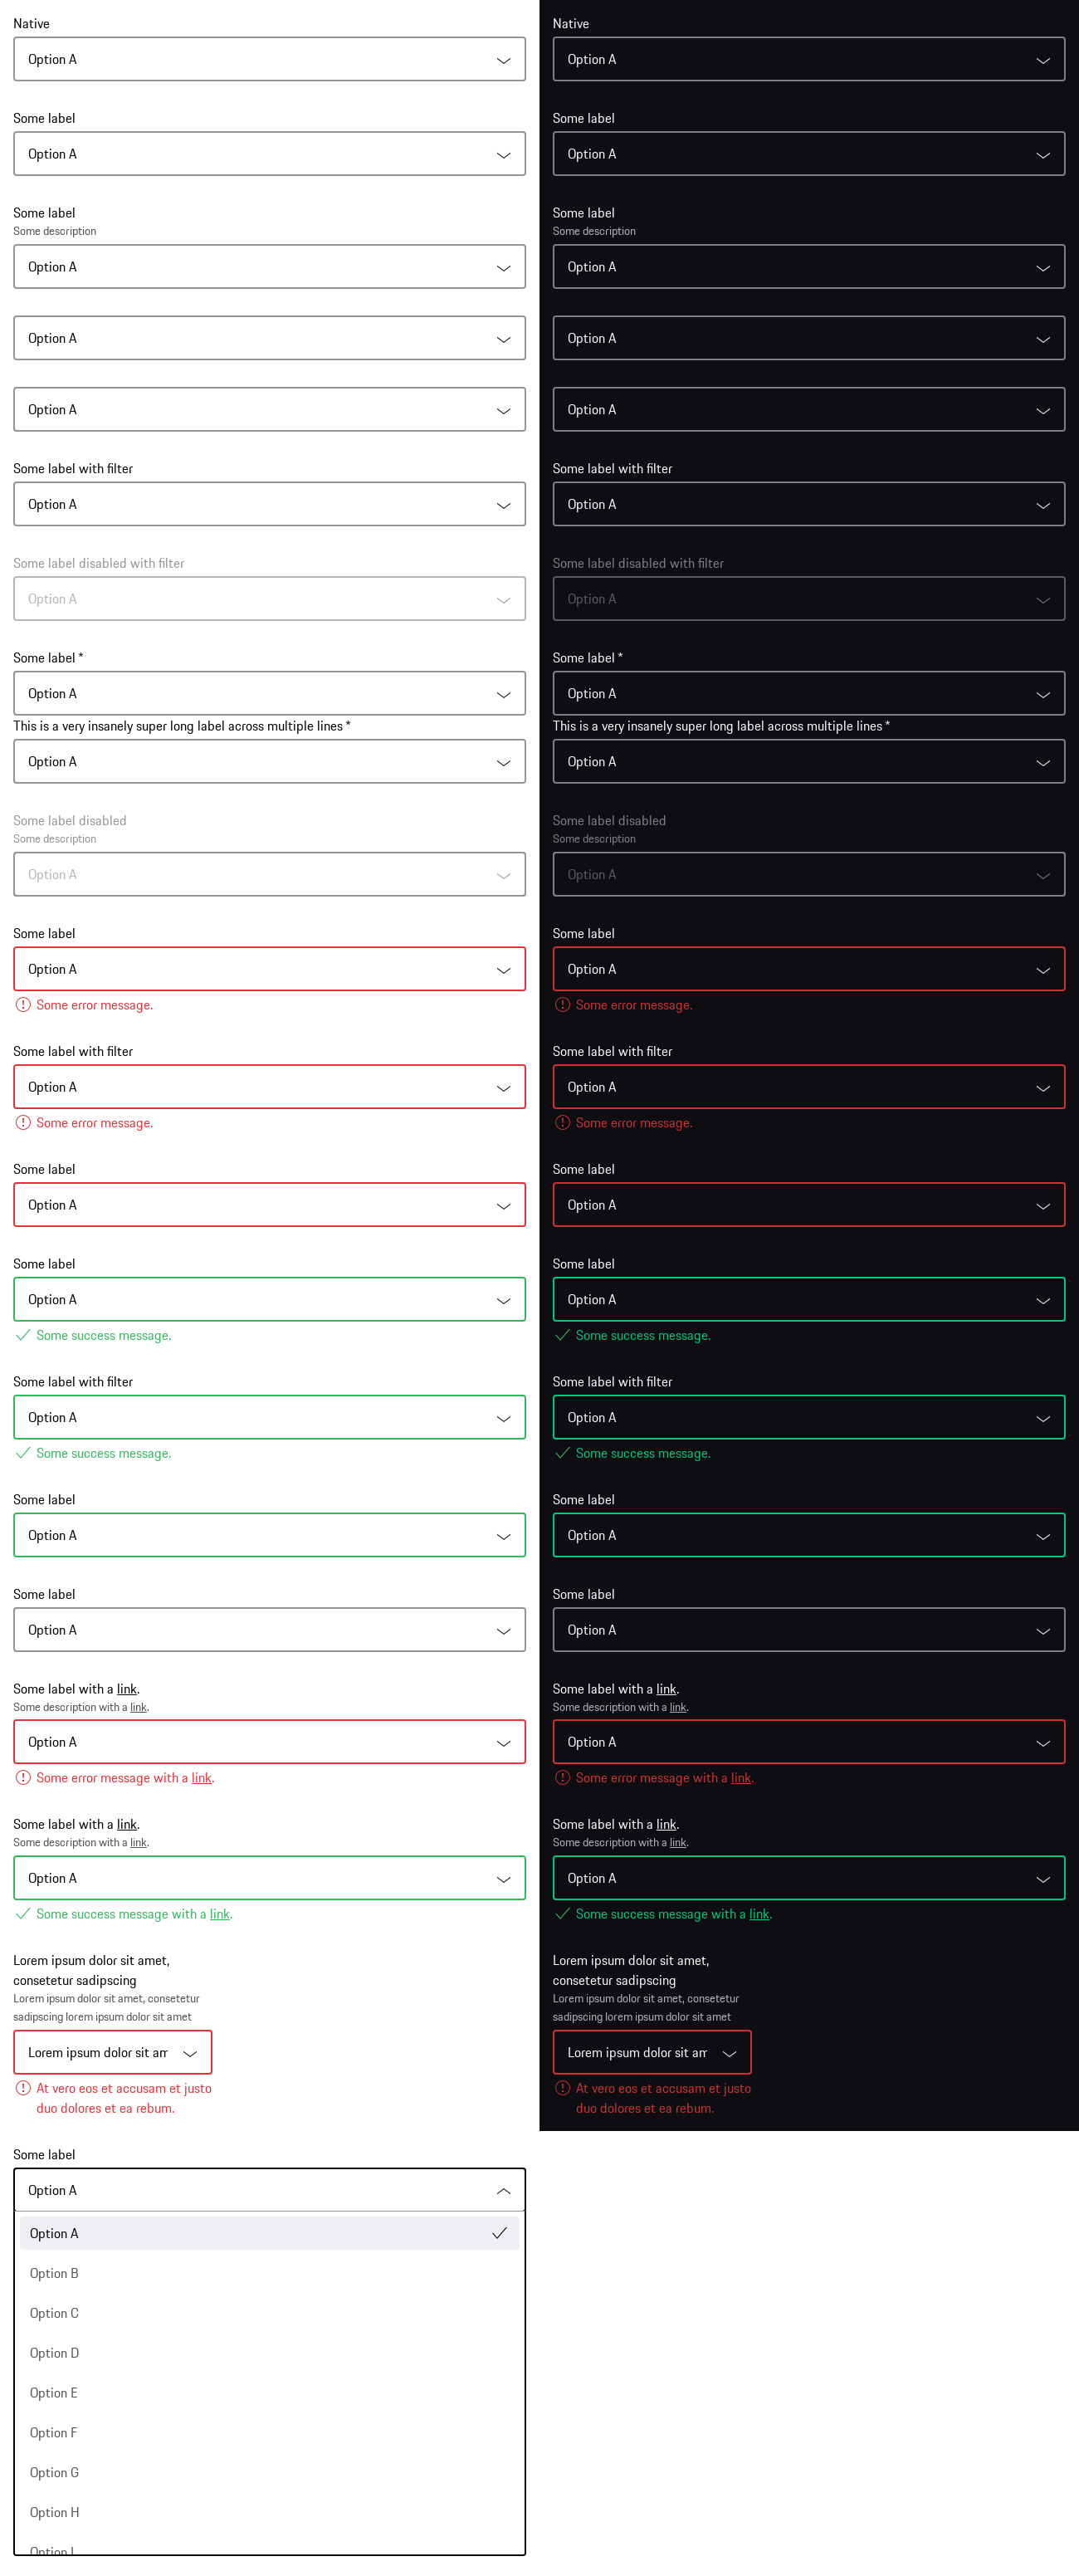 Native
Option A
Some label
Option A
Some label
Some description
Option A
Option A
Option A
Some label with filter
Option A
Some label disabled with filter
Option A
Some label *
Option A
This is a very insanely super long label across multiple lines *
Option A
Some label disabled
Some description
Option A
Some label
Option A
Some error message.
Some label with filter
Option A
Some error message.
Some label
Option A
Some label
Option A
Some success message.
Some label with filter
Option A
Some success message.
Some label
Option A
Some label
Option A
Some label with a link.
Some description with a link.
Option A
Some error message with a link.
Some label with a link.
Some description with a link.
Option A
Some success message with a link.
Lorem ipsum dolor sit amet,
consetetur sadipscing
Lorem ipsum dolor sit amet, consetetur
sadipscing lorem ipsum dolor sit amet
Lorem ipsum dolor sit
At vero eos et accusam et justo
duo dolores et ea rebum.
Some label
Option A
Option A
Option B
Option C
Option D
Option E
Option F
Option G
Option H
Option
Native
Option A
Some label
Option A
Some label
Some description
Option A
Option A
Option A
Some label with filter
Option A
Some label disabled with filter
Option A
Some label *
Option A
This is a very insanely super long label across multiple lines *
Option A
Some label disabled
Some description
Option A
Some label
Option A
Some error message.
Some label with filter
Option A
Some error message.
Some label
Option A
Some label
Option A
Some success message.
Some label with filter
Option A
Some success message.
Some label
Option A
Some label
Option A
Some label with a link.
Some description with a link.
Option A
Some error message with a link.
Some label with a link.
Some description with a link.
Option A
Some success message with a link.
Lorem ipsum dolor sit amet,
consetetur sadipscing
Lorem ipsum dolor sit amet, consetetur
sadipscing lorem ipsum dolor sit amet
Lorem ipsum dolor sit
At vero eos et accusam et justo
duo dolores et ea rebum.